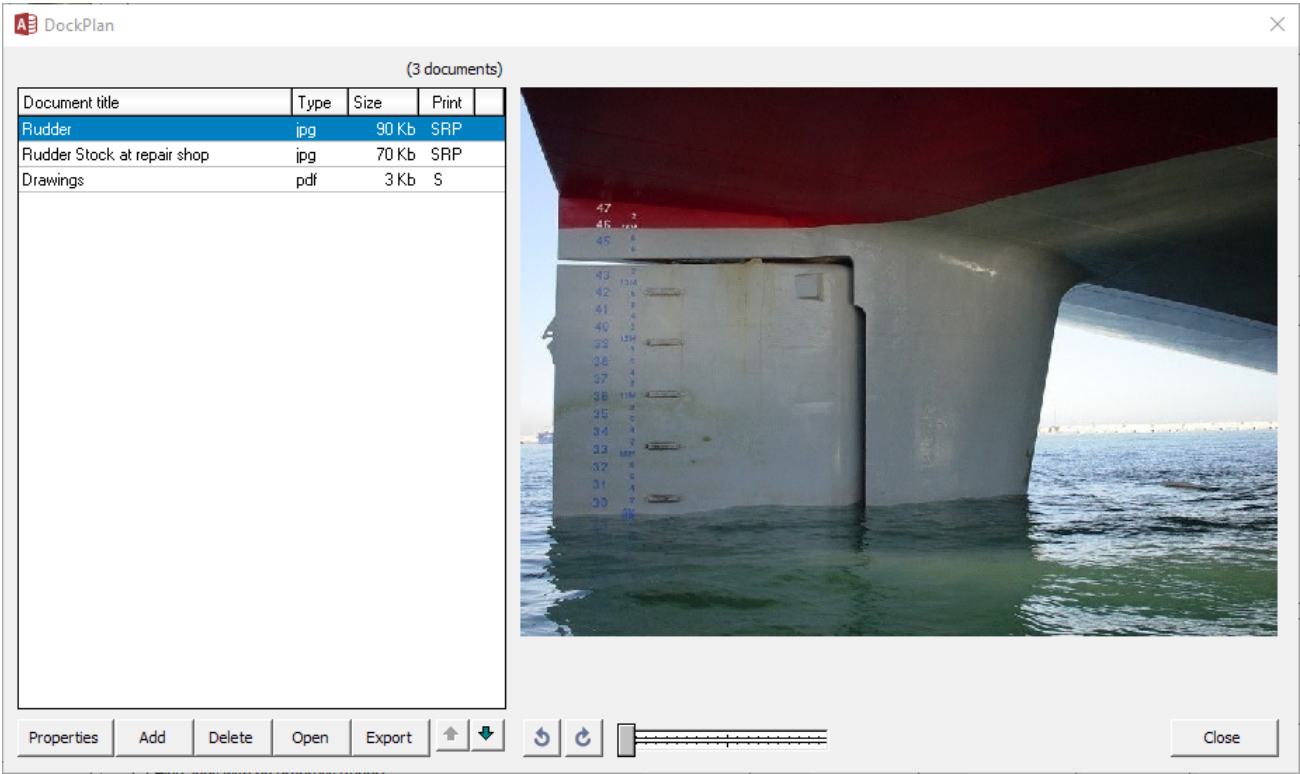 DockPlan
(3 documents)
Document title Type Size Print
Rudder jpg 90 Kb SRP
Rudder Stock at repair shop jpg 70 Kb SRP
Drawings pdf 3 Kb S
47
46
45
43
42
41
40
39
38
37
36
35
34
33
32
31
30
Properties Add Delete Open Export Close